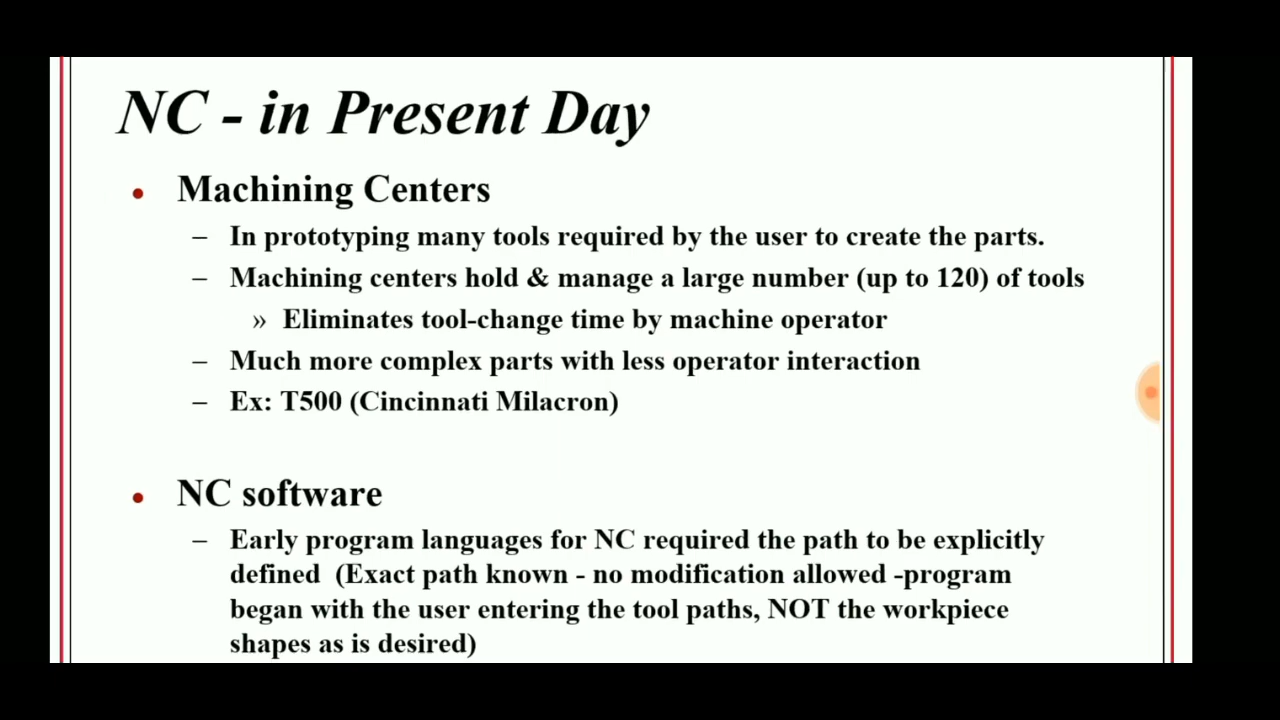 NC - in Present Day
• Machining Centers
– In prototyping many tools required by the user to create the parts.
– Machining centers hold & manage a large number (up to 120) of tools
» Eliminates tool-change time by machine operator
– Much more complex parts with less operator interaction
– Ex: T500 (Cincinnati Milacron)
• NC software
– Early program languages for NC required the path to be explicitly
defined  (Exact path known - no modification allowed -program
began with the user entering the tool paths, NOT the workpiece
shapes as is desired)